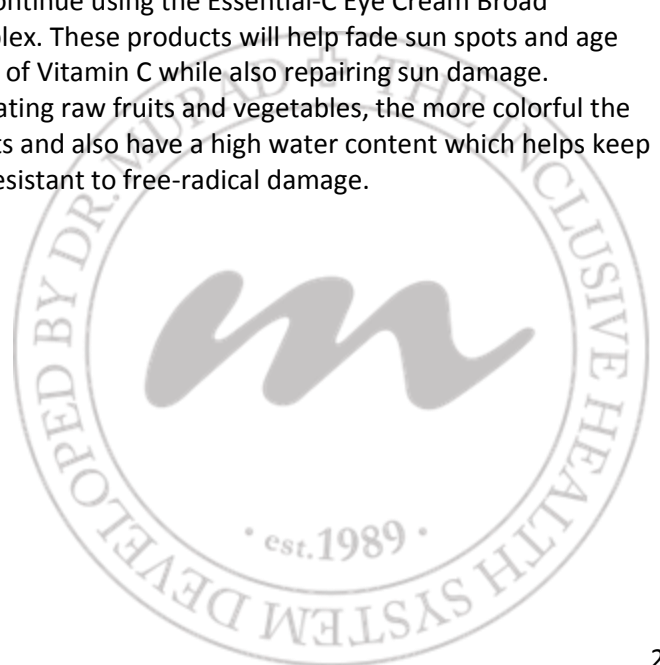 ontinue using the Essential-C Eye Cream Broad
plex. These products will help fade sun spots and age
of Vitamin C while also repairing sun damage.
ating raw fruits and vegetables, the more colorful the
ts and also have a high water content which helps keep
esistant to free-radical damage.
THE INCLUSIVE HEALTH SYSTEM DEVELOPED BY DR. MURAD
m
· est.1989 ·
2